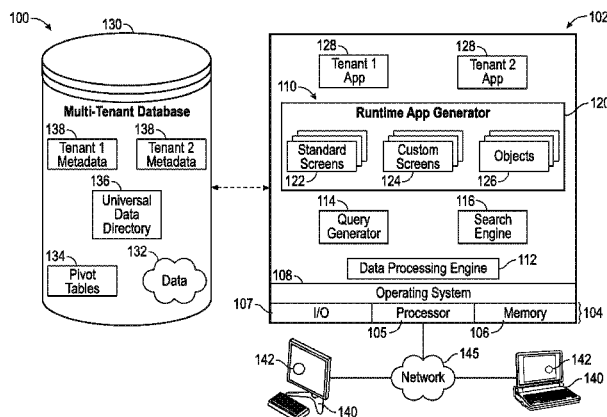 100
130
102
128
128
Tenant 1
App
Tenant 2
App
110
120
Runtime App Generator
Standard
Screens
Custom
Screens
Objects
122
124
126
114
116
Query
Generator
Search
Engine
Data Processing Engine
112
108
Operating System
107
I/O
Processor
Memory
104
105
106
Multi-Tenant Database
138
138
Tenant 1
Metadata
Tenant 2
Metadata
136
Universal
Data
Directory
134
132
Pivot
Tables
Data
145
Network
142
142
140
140